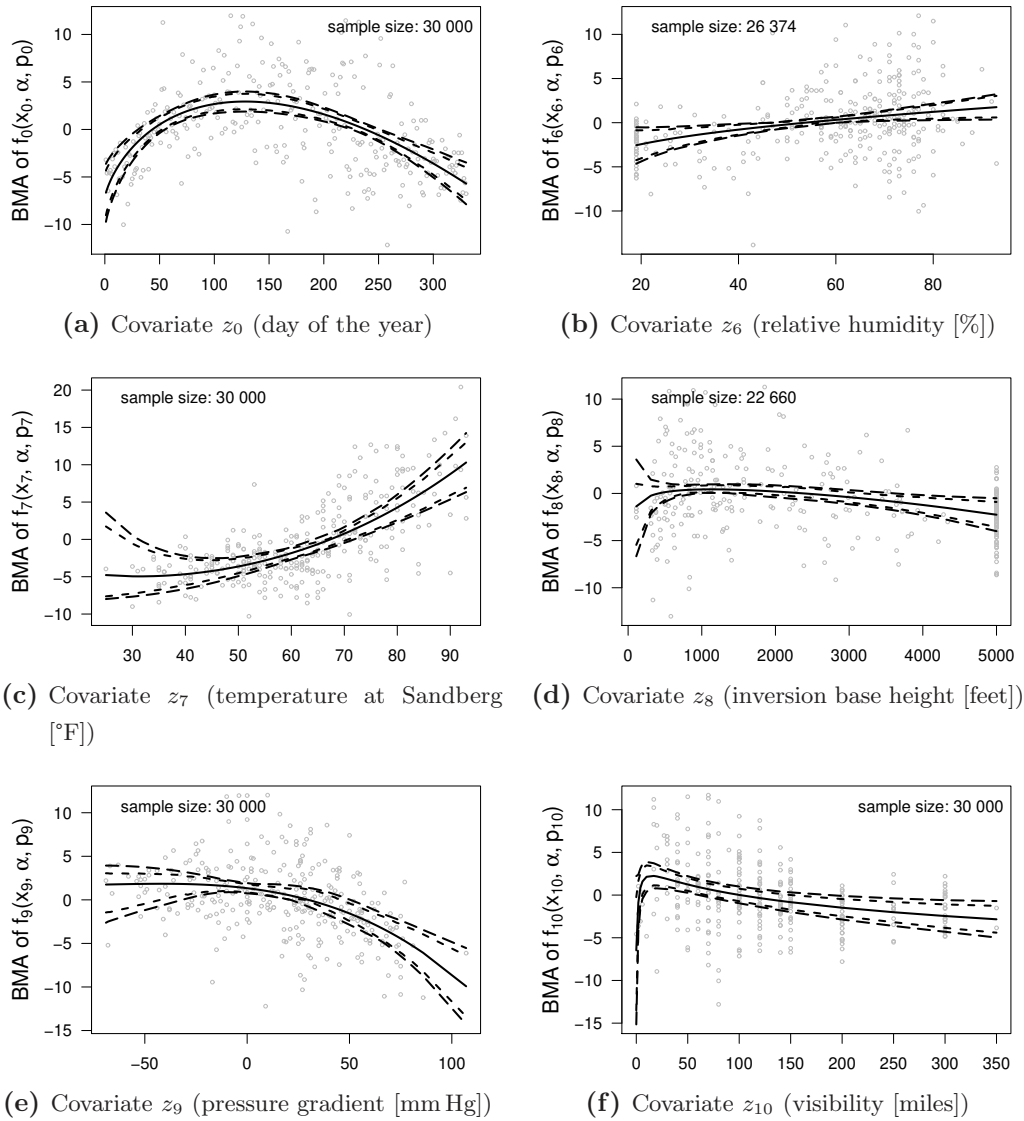 sample size: 30 000
BMA of f0(x0, α, p0)
10
5
0
−5
−10
0 50 100 150 200 250 300
(a) Covariate z0 (day of the year)
sample size: 26 374
BMA of f6(x6, α, p6)
10
5
0
−5
−10
20 40 60 80
(b) Covariate z6 (relative humidity [%])
sample size: 30 000
BMA of f7(x7, α, p7)
20
15
10
5
0
−5
−10
30 40 50 60 70 80 90
(c) Covariate z7 (temperature at Sandberg
[°F])
sample size: 22 660
BMA of f8(x8, α, p8)
10
5
0
−5
−10
0 1000 2000 3000 4000 5000
(d) Covariate z8 (inversion base height [feet])
sample size: 30 000
BMA of f9(x9, α, p9)
10
5
0
−5
−10
−15
−50 0 50 100
(e) Covariate z9 (pressure gradient [mm Hg])
sample size: 30 000
BMA of f10(x10, α, p10)
10
5
0
−5
−10
−15
0 50 100 150 200 250 300 350
(f) Covariate z10 (visibility [miles])